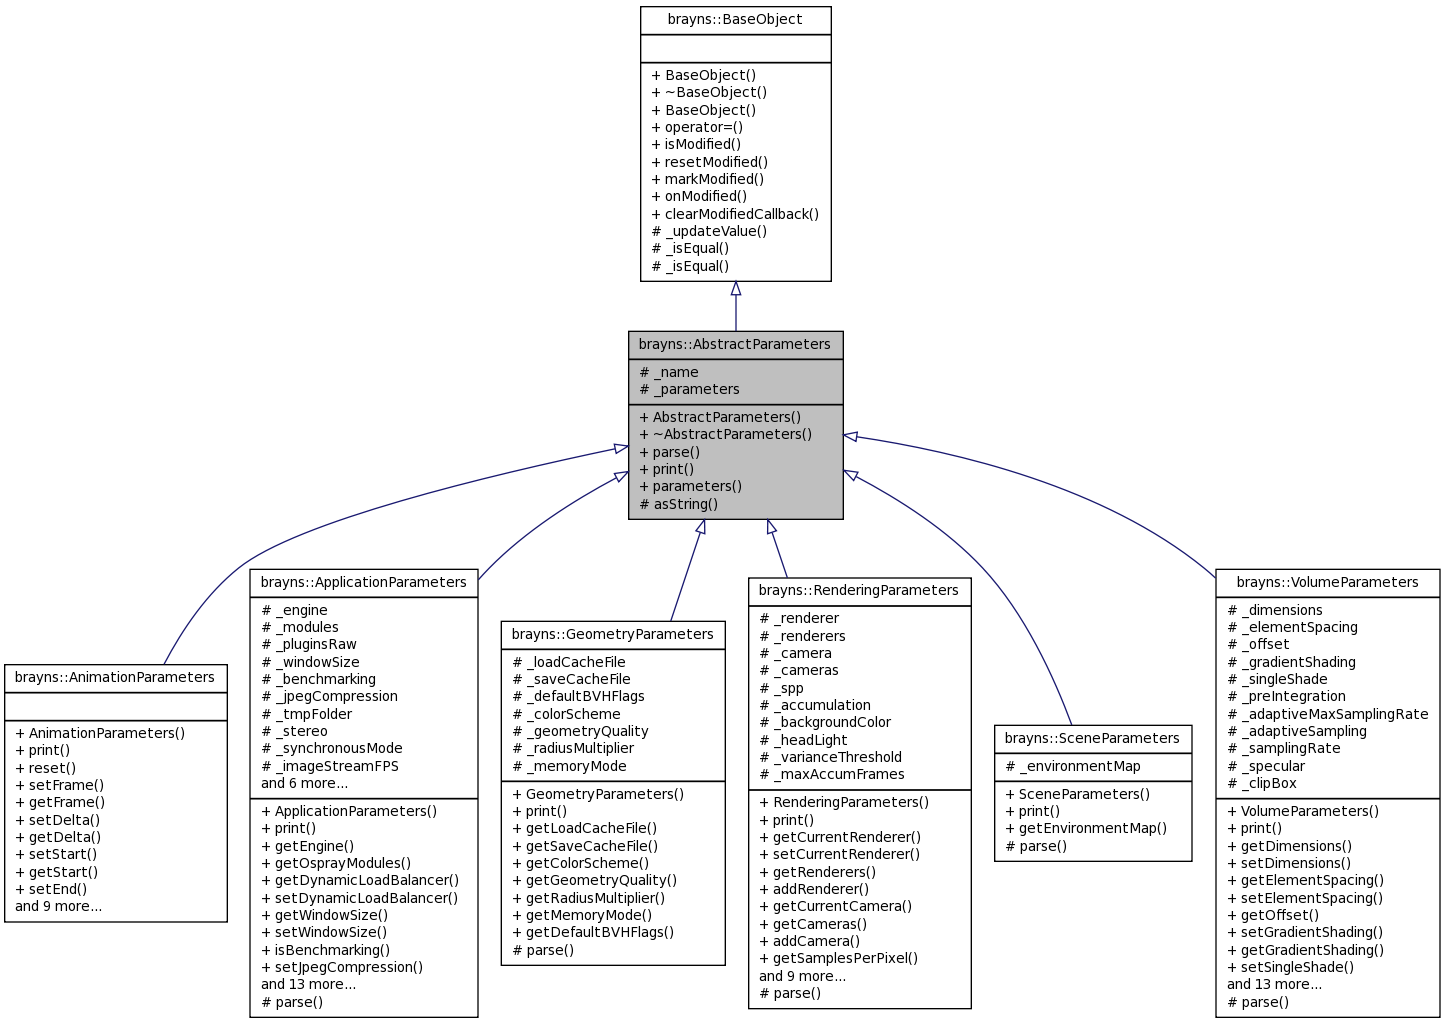 brayns::BaseObject
+ BaseObject()
+ ~BaseObject()
+ BaseObject()
+ operator=()
+ isModified()
+ resetModified()
+ markModified()
+ onModified()
+ clearModifiedCallback()
# _updateValue()
# _isEqual()
# _isEqual()
brayns::AbstractParameters
# _name
# _parameters
+ AbstractParameters()
+ ~AbstractParameters()
+ parse()
+ print()
+ parameters()
# asString()
brayns::AnimationParameters
+ AnimationParameters()
+ print()
+ reset()
+ setFrame()
+ getFrame()
+ setDelta()
+ getDelta()
+ setStart()
+ getStart()
+ setEnd()
and 9 more...
brayns::ApplicationParameters
# _engine
# _modules
# _pluginsRaw
# _windowSize
# _benchmarking
# _jpegCompression
# _tmpFolder
# _stereo
# _synchronousMode
# _imageStreamFPS
and 6 more...
+ ApplicationParameters()
+ print()
+ getEngine()
+ getOsprayModules()
+ getDynamicLoadBalancer()
+ setDynamicLoadBalancer()
+ getWindowSize()
+ setWindowSize()
+ isBenchmarking()
+ setJpegCompression()
and 13 more...
# parse()
brayns::GeometryParameters
# _loadCacheFile
# _saveCacheFile
# _defaultBVHFlags
# _colorScheme
# _geometryQuality
# _radiusMultiplier
# _memoryMode
+ GeometryParameters()
+ print()
+ getLoadCacheFile()
+ getSaveCacheFile()
+ getColorScheme()
+ getGeometryQuality()
+ getRadiusMultiplier()
+ getMemoryMode()
+ getDefaultBVHFlags()
# parse()
brayns::RenderingParameters
# _renderer
# _renderers
# _camera
# _cameras
# _spp
# _accumulation
# _backgroundColor
# _headLight
# _varianceThreshold
# _maxAccumFrames
+ RenderingParameters()
+ print()
+ getCurrentRenderer()
+ setCurrentRenderer()
+ getRenderers()
+ addRenderer()
+ getCurrentCamera()
+ getCameras()
+ addCamera()
+ getSamplesPerPixel()
and 9 more...
# parse()
brayns::SceneParameters
# _environmentMap
+ SceneParameters()
+ print()
+ getEnvironmentMap()
# parse()
brayns::VolumeParameters
# _dimensions
# _elementSpacing
# _offset
# _gradientShading
# _singleShade
# _preIntegration
# _adaptiveMaxSamplingRate
# _adaptiveSampling
# _samplingRate
# _specular
# _clipBox
+ VolumeParameters()
+ print()
+ getDimensions()
+ setDimensions()
+ getElementSpacing()
+ setElementSpacing()
+ getOffset()
+ setGradientShading()
+ getGradientShading()
+ setSingleShade()
and 13 more...
# parse()